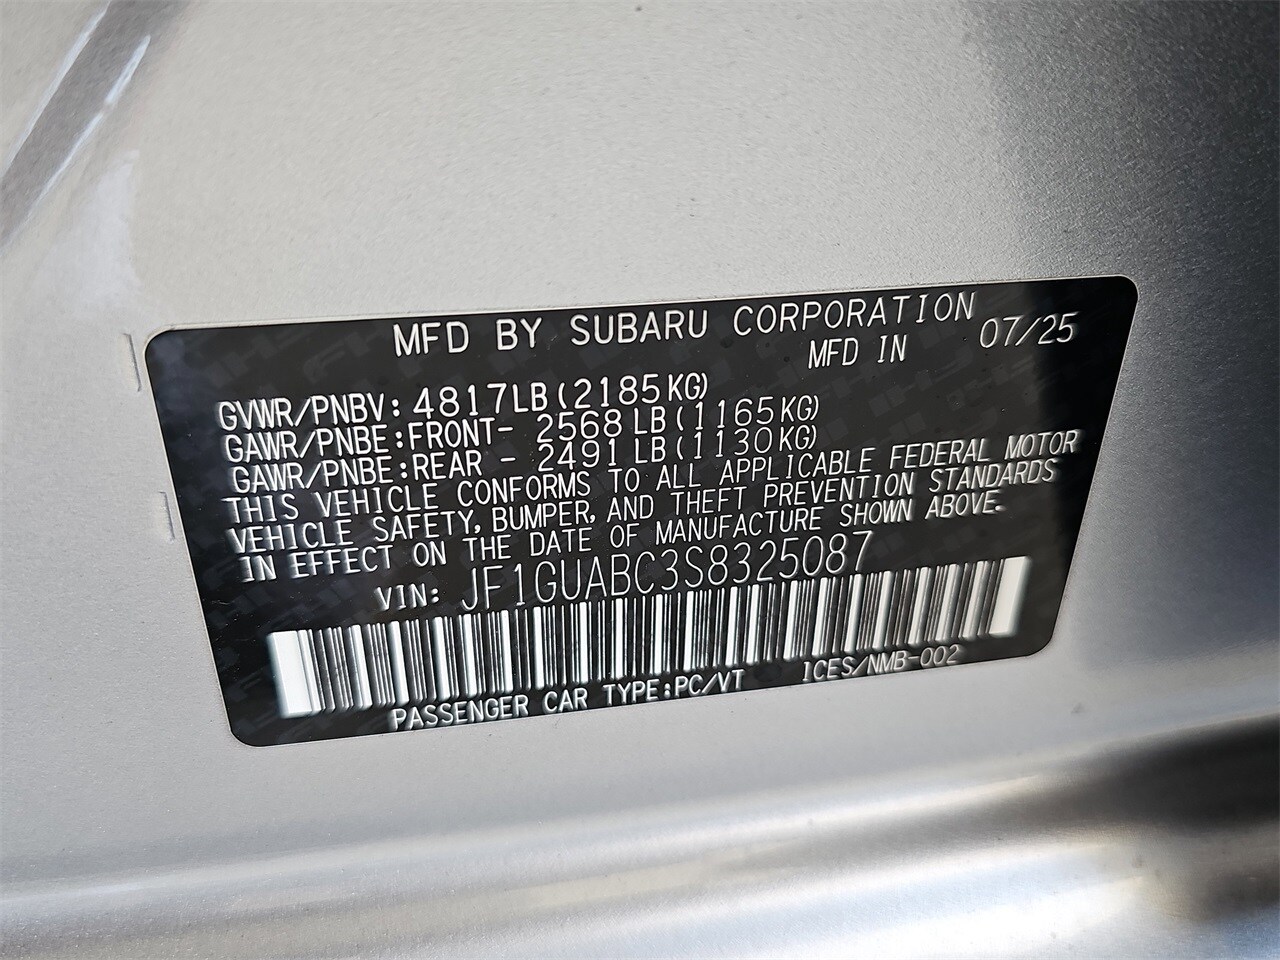 MFD BY SUBARU CORPORATION
MFD IN 07/25
GVWR/PNBV: 4817LB(2185KG)
GAWR/PNBE:FRONT- 2568LB(1165KG)
GAWR/PNBE:REAR - 2491LB(1130KG)
THIS VEHICLE CONFORMS TO ALL APPLICABLE FEDERAL MOTOR
VEHICLE SAFETY, BUMPER, AND THEFT PREVENTION STANDARDS
IN EFFECT ON THE DATE OF MANUFACTURE SHOWN ABOVE.
VIN: JF1GUABC3S8325087
PASSENGER CAR TYPE:PC/VT ICES/NMB-002